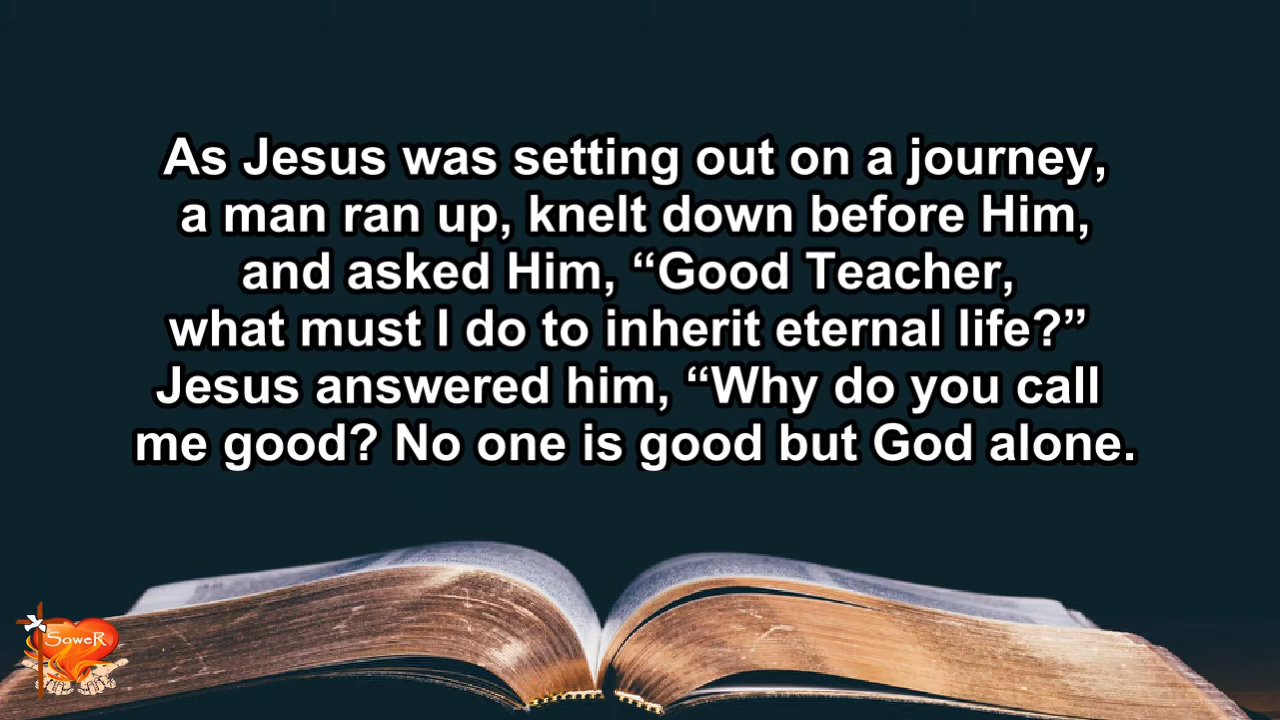 As Jesus was setting out on a journey,
a man ran up, knelt down before Him,
and asked Him, “Good Teacher,
what must I do to inherit eternal life?”
Jesus answered him, “Why do you call
me good? No one is good but God alone.
SoweR